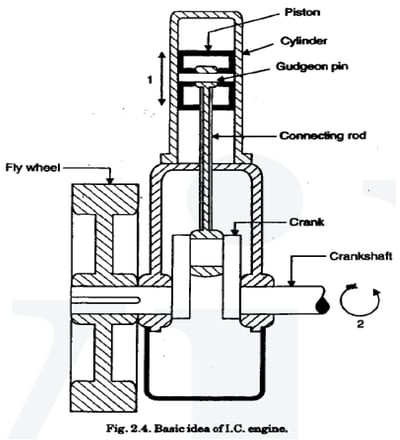 Piston
Cylinder
1
Gudgeon pin
Connecting rod
Fly wheel
Crank
Crankshaft
2
Fig. 2.4. Basic idea of I.C. engine.